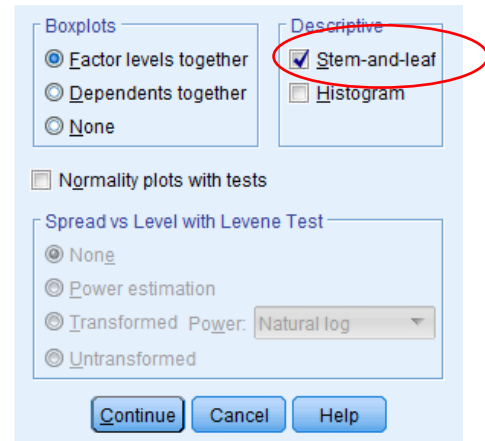 Boxplots
Factor levels together
Dependents together
None
Descriptive
Stem-and-leaf
Histogram
Normality plots with tests
Spread vs Level with Levene Test
None
Power estimation
Transformed Power: Natural log
Untransformed
Continue Cancel Help